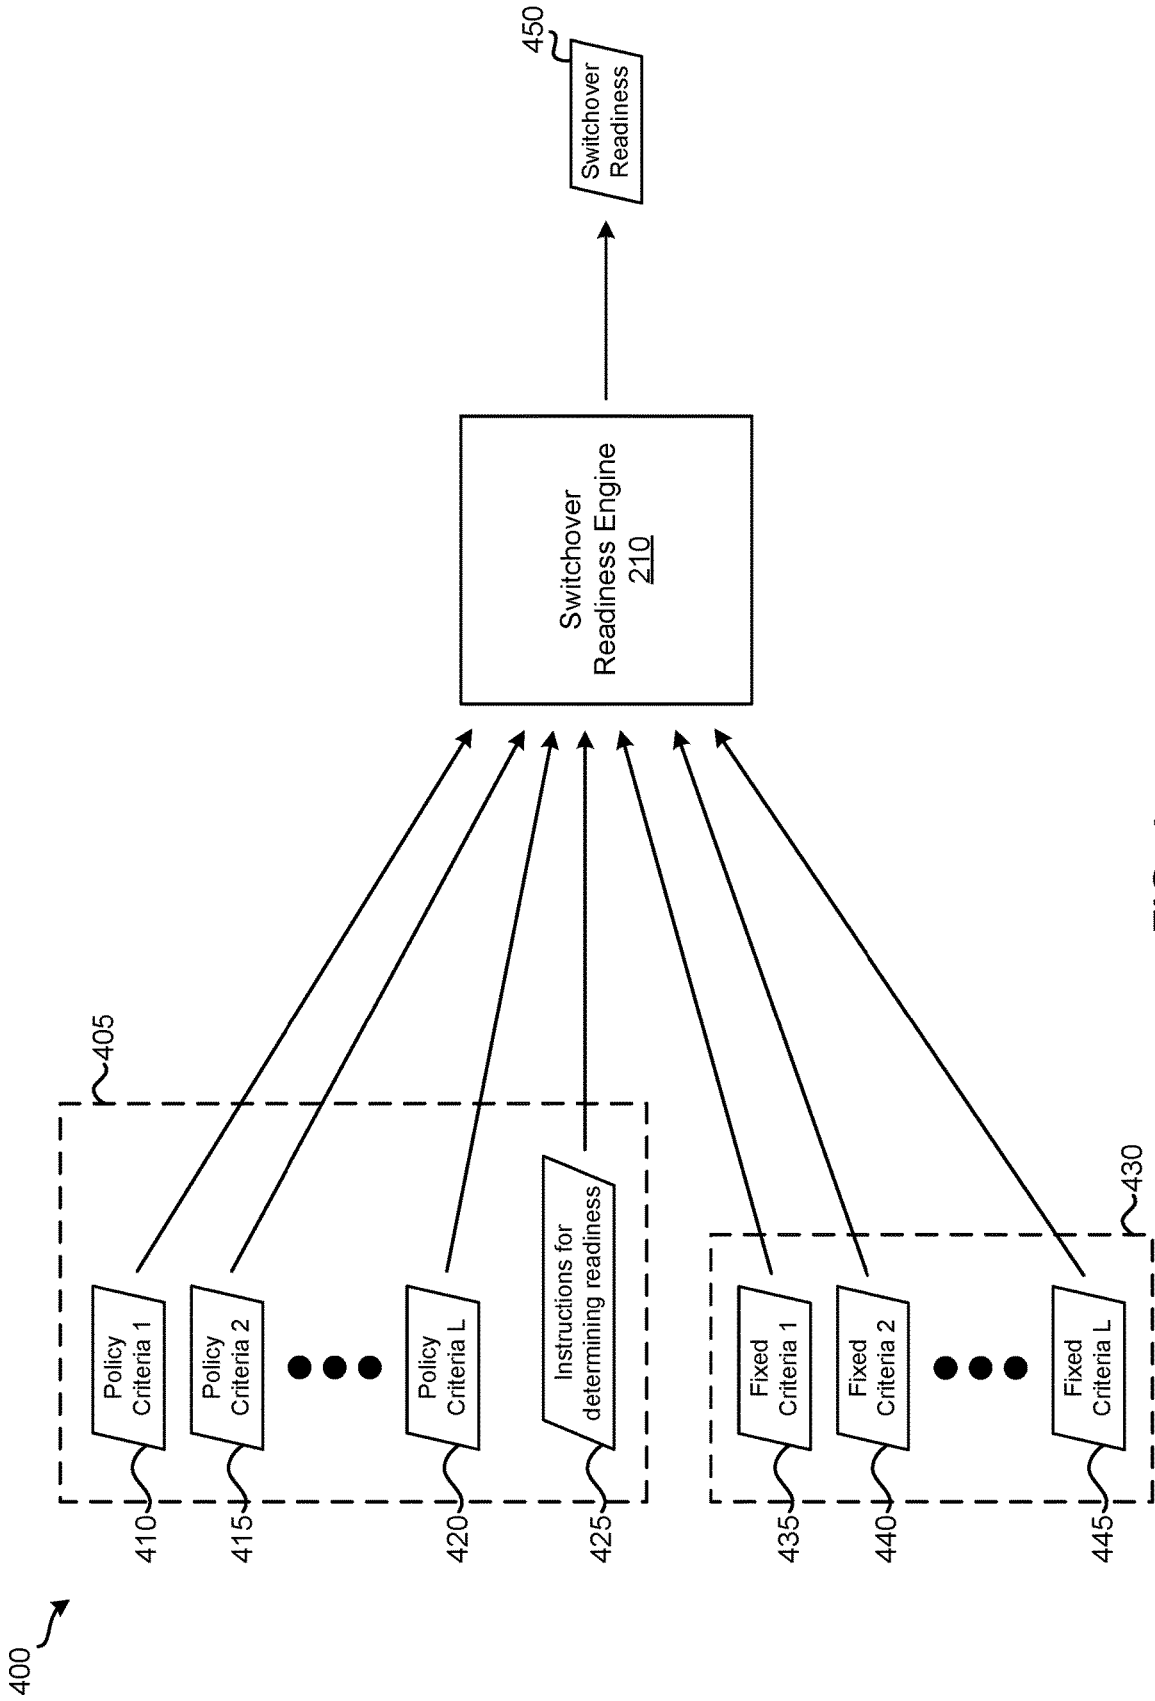 400
405
Policy
Criteria 1
410
Policy
Criteria 2
415
Policy
Criteria L
420
Instructions for
determining readiness
425
430
Fixed
Criteria 1
435
Fixed
Criteria 2
440
Fixed
Criteria L
445
Switchover
Readiness Engine
210
Switchover
Readiness
450